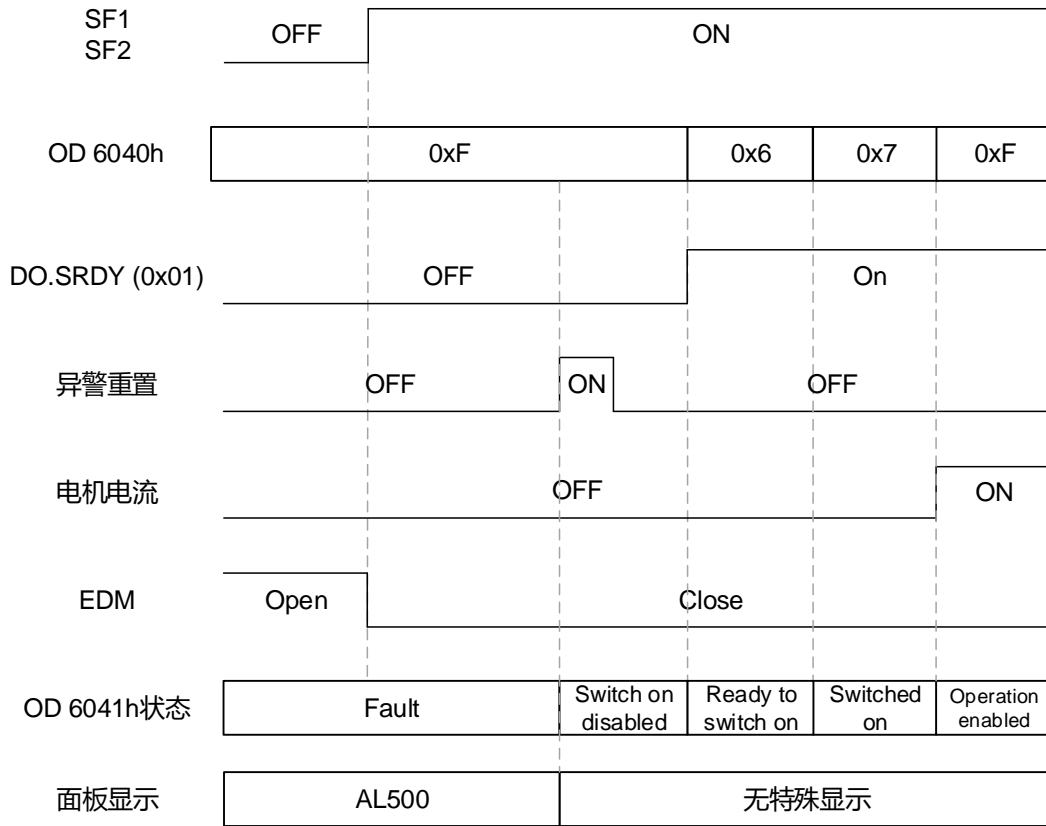 SF1
SF2
OFF
ON
OD 6040h
0xF
0x6
0x7
0xF
DO.SRDY (0x01)
OFF
On
异警重置
OFF
ON
OFF
电机电流
OFF
ON
EDM
Open
Close
OD 6041h状态
Fault
Switch on
disabled
Ready to
switch on
Switched
on
Operation
enabled
面板显示
AL500
无特殊显示